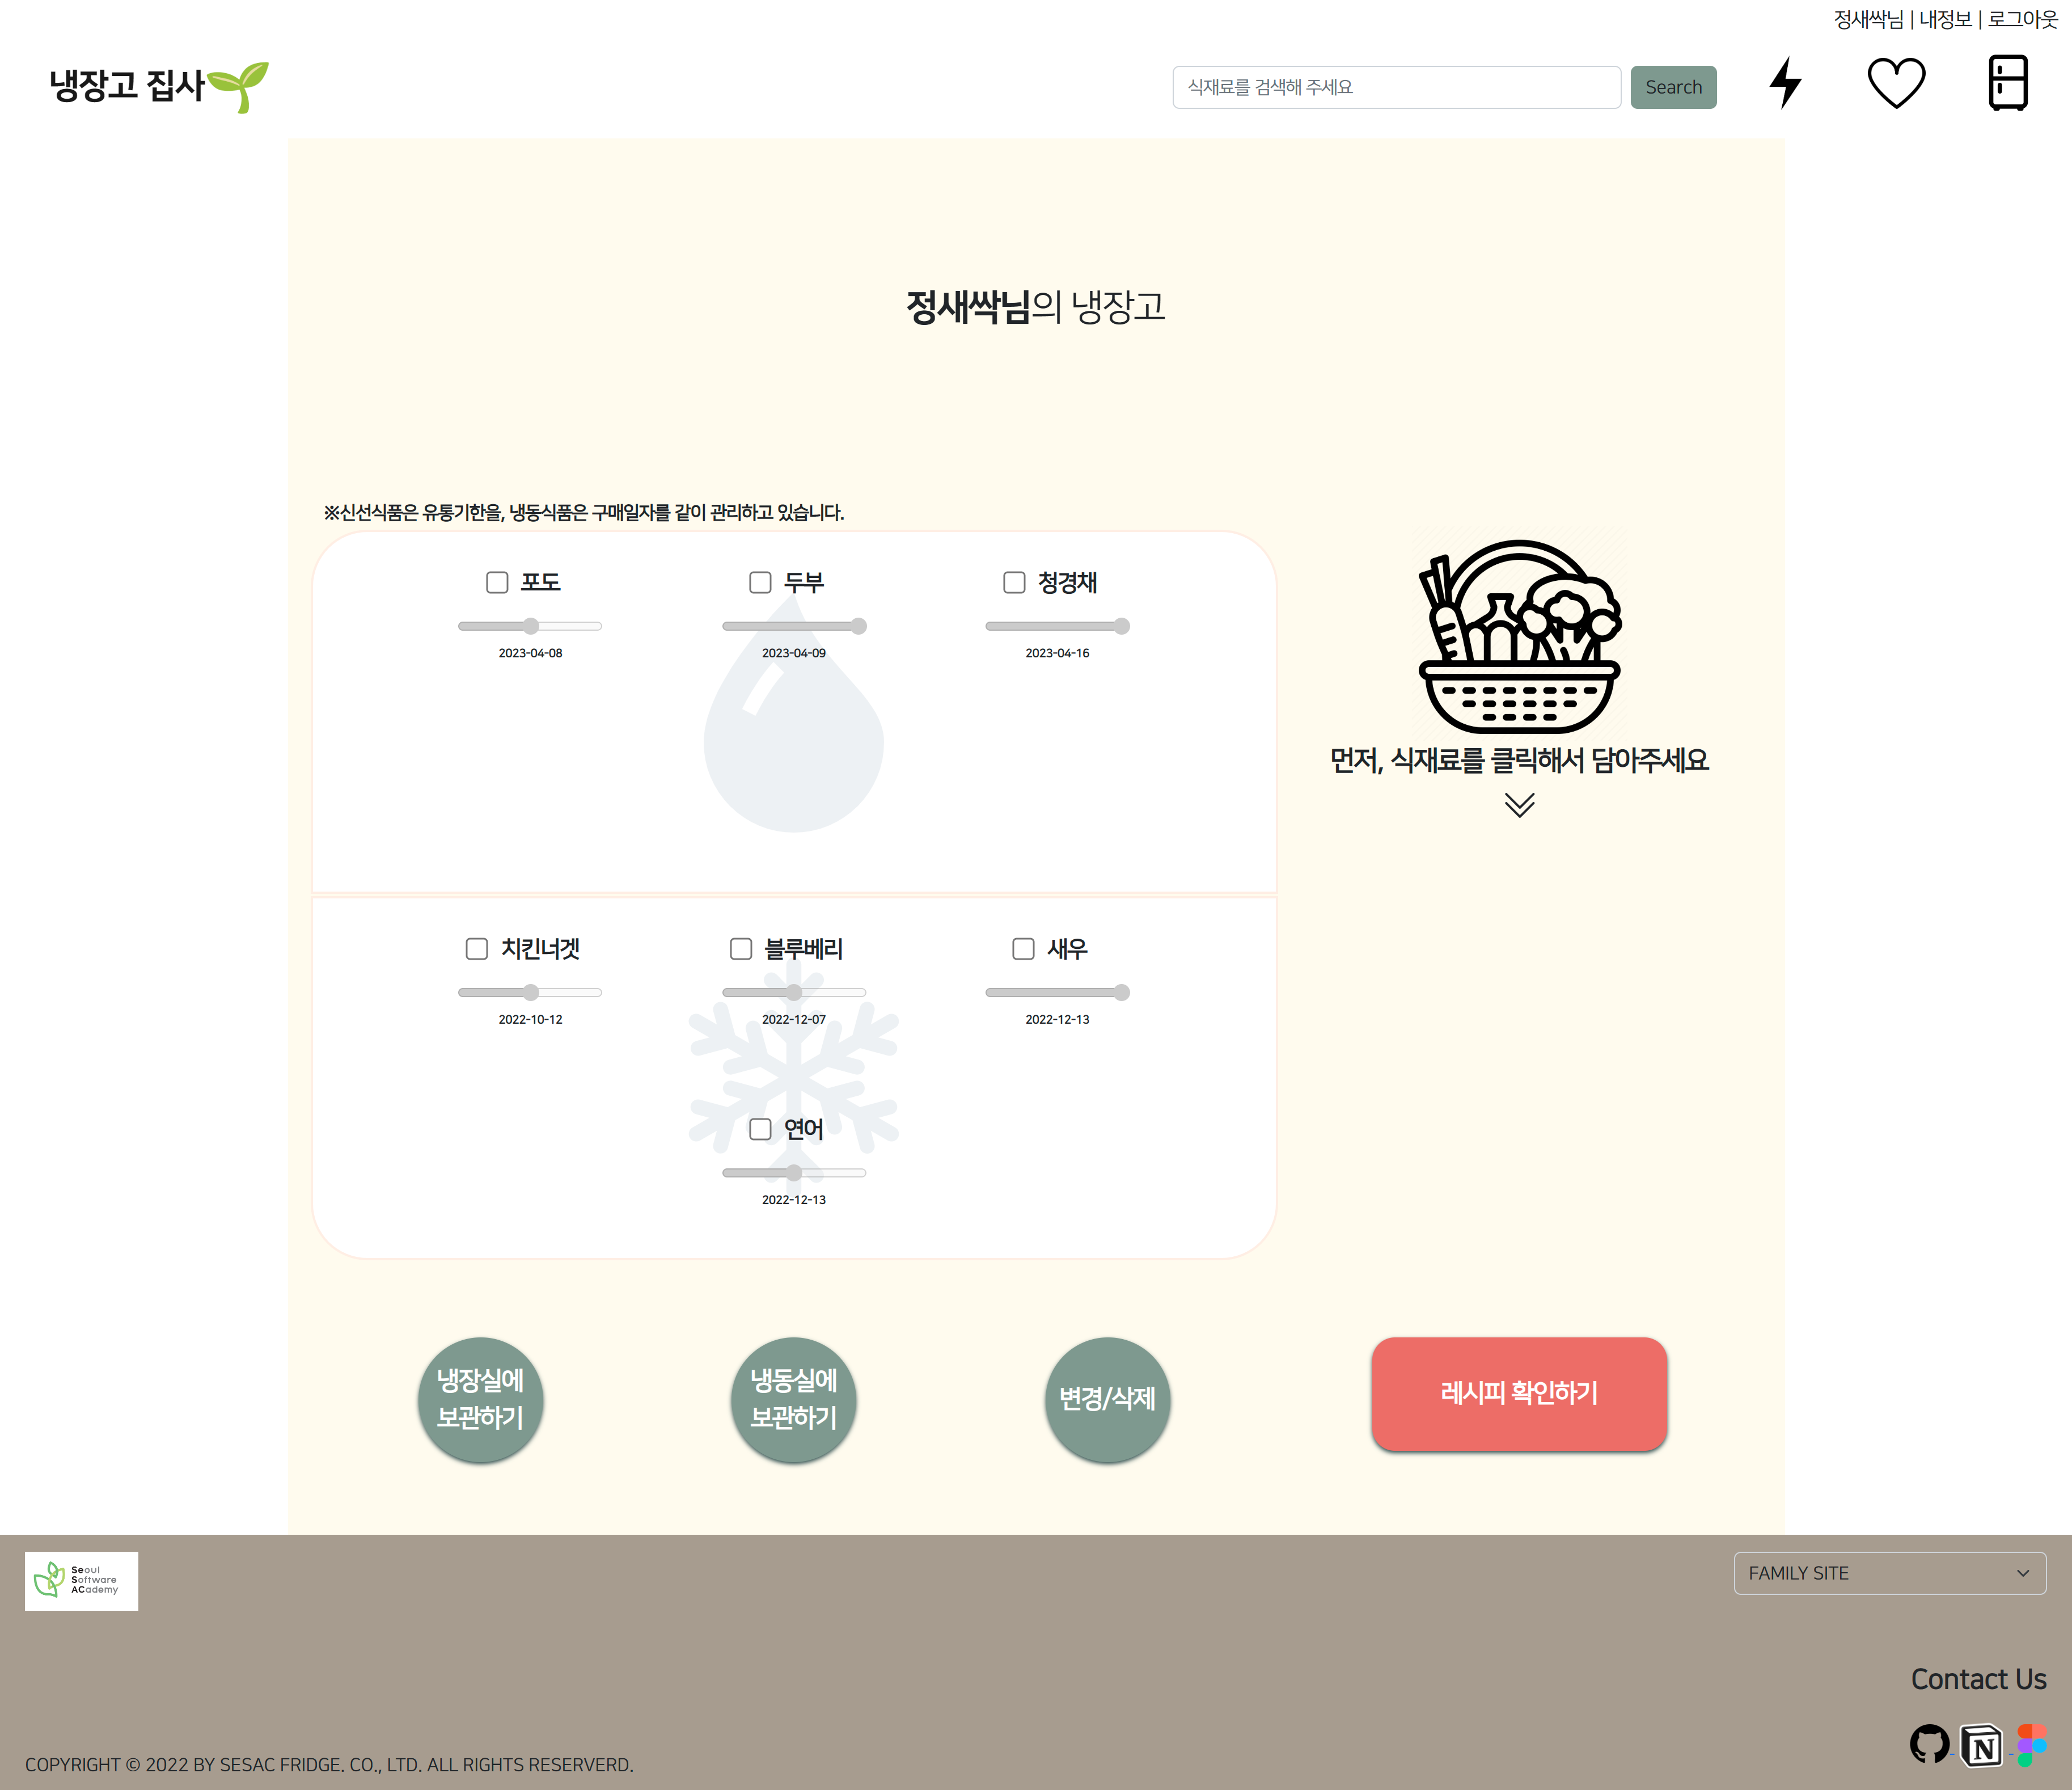 정새싹님 | 내정보 | 로그아웃
냉장고 집사
식재료를 검색해 주세요
Search
정새싹님의 냉장고
※신선식품은 유통기한을, 냉동식품은 구매일자를 같이 관리하고 있습니다.
포도
2023-04-08
두부
2023-04-09
청경채
2023-04-16
먼저, 식재료를 클릭해서 담아주세요
치킨너겟
2022-10-12
블루베리
2022-12-07
새우
2022-12-13
연어
2022-12-13
냉장실에
보관하기
냉동실에
보관하기
변경/삭제
레시피 확인하기
Seoul
Software
ACademy
FAMILY SITE
Contact Us
N
COPYRIGHT © 2022 BY SESAC FRIDGE. CO., LTD. ALL RIGHTS RESERVERD.